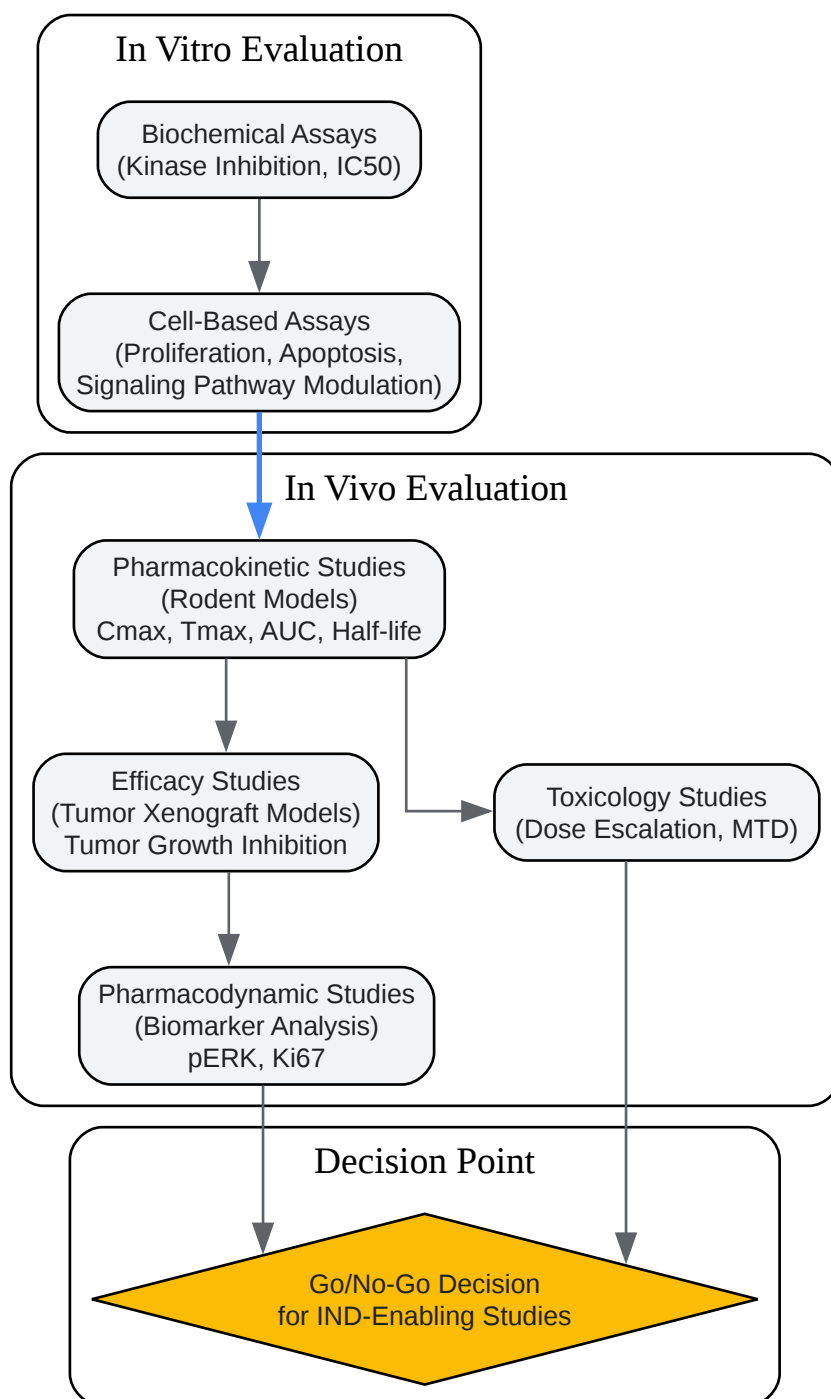 In Vitro Evaluation
Biochemical Assays
(Kinase Inhibition, IC50)
Cell-Based Assays
(Proliferation, Apoptosis,
Signaling Pathway Modulation)
In Vivo Evaluation
Pharmacokinetic Studies
(Rodent Models)
Cmax, Tmax, AUC, Half-life
Efficacy Studies
(Tumor Xenograft Models)
Tumor Growth Inhibition
Toxicology Studies
(Dose Escalation, MTD)
Pharmacodynamic Studies
(Biomarker Analysis)
pERK, Ki67
Decision Point
Go/No-Go Decision
for IND-Enabling Studies